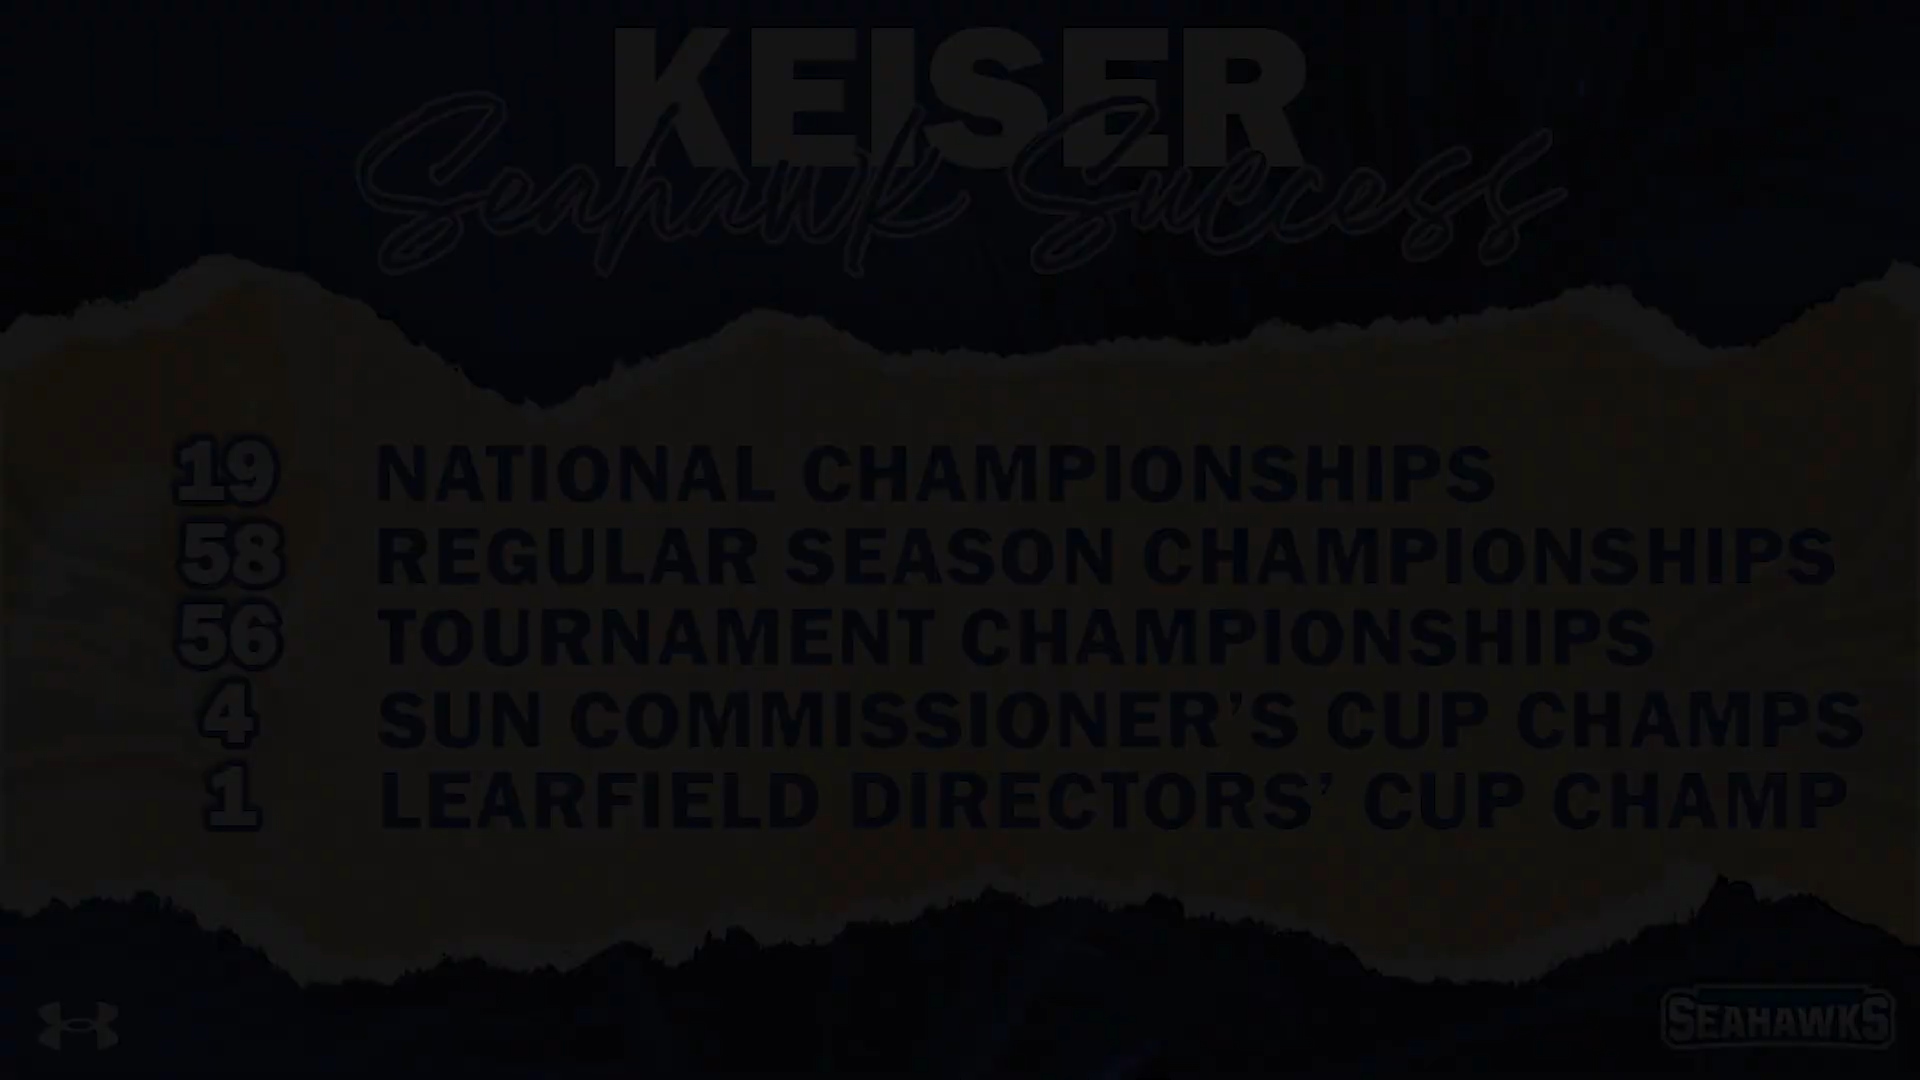 KEISER
Seahawk Success
19 NATIONAL CHAMPIONSHIPS
58 REGULAR SEASON CHAMPIONSHIPS
56 TOURNAMENT CHAMPIONSHIPS
4 SUN COMMISSIONER’S CUP CHAMPS
1 LEARFIELD DIRECTORS’ CUP CHAMP
SEAHAWKS